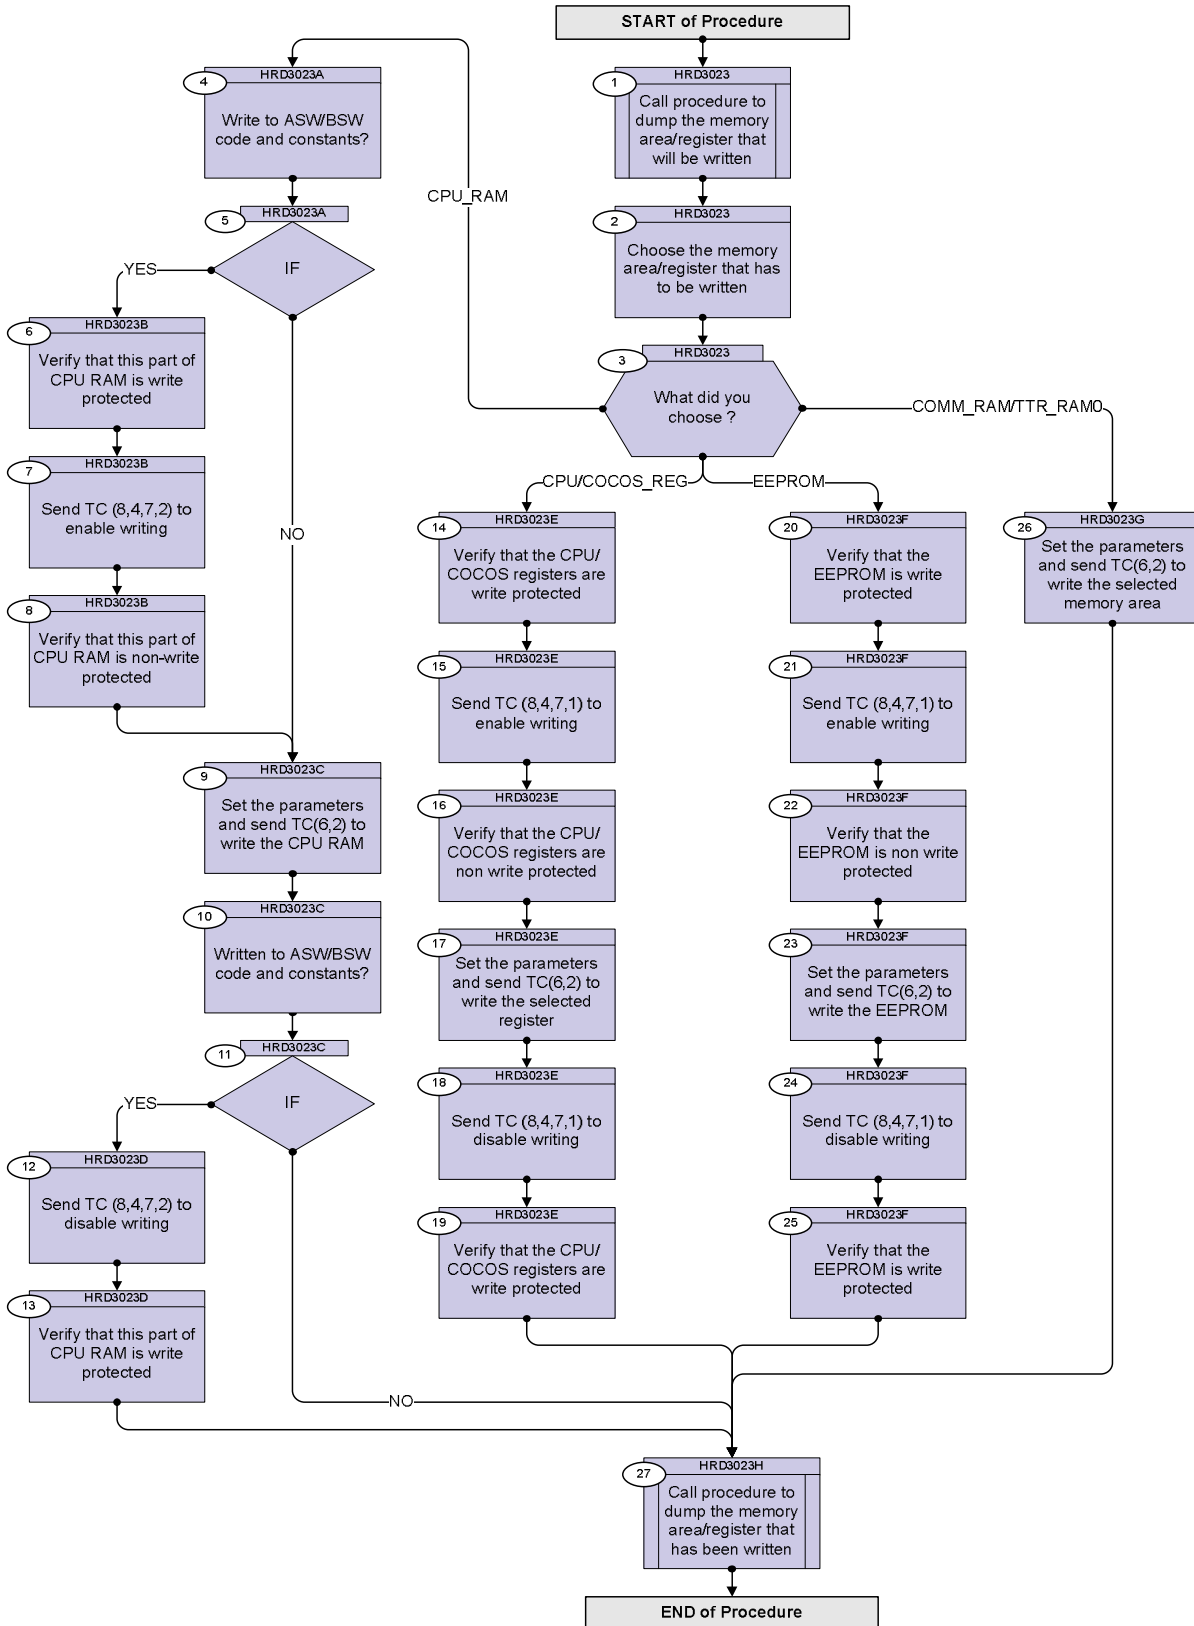 START of Procedure
HRD3023
1
Call procedure to
dump the memory
area/register that
will be written
HRD3023
2
Choose the memory
area/register that has
to be written
HRD3023
3
What did you
choose ?
CPU_RAM
CPU/COCOS_REG
EEPROM
COMM_RAM/TTR_RAM0
HRD3023A
4
Write to ASW/BSW
code and constants?
HRD3023A
5
IF
YES
NO
HRD3023B
6
Verify that this part of
CPU RAM is write
protected
HRD3023B
7
Send TC (8,4,7,2) to
enable writing
HRD3023B
8
Verify that this part of
CPU RAM is non-write
protected
HRD3023C
9
Set the parameters
and send TC(6,2) to
write the CPU RAM
HRD3023C
10
Written to ASW/BSW
code and constants?
HRD3023C
11
IF
YES
NO
HRD3023D
12
Send TC (8,4,7,2) to
disable writing
HRD3023D
13
Verify that this part of
CPU RAM is write
protected
HRD3023E
14
Verify that the CPU/
COCOS registers are
write protected
HRD3023E
15
Send TC (8,4,7,1) to
enable writing
HRD3023E
16
Verify that the CPU/
COCOS registers are
non write protected
HRD3023E
17
Set the parameters
and send TC(6,2) to
write the selected
register
HRD3023E
18
Send TC (8,4,7,1) to
disable writing
HRD3023E
19
Verify that the CPU/
COCOS registers are
write protected
HRD3023F
20
Verify that the
EEPROM is write
protected
HRD3023F
21
Send TC (8,4,7,1) to
enable writing
HRD3023F
22
Verify that the
EEPROM is non write
protected
HRD3023F
23
Set the parameters
and send TC(6,2) to
write the EEPROM
HRD3023F
24
Send TC (8,4,7,1) to
disable writing
HRD3023F
25
Verify that the
EEPROM is write
protected
HRD3023G
26
Set the parameters
and send TC(6,2) to
write the selected
memory area
HRD3023H
27
Call procedure to
dump the memory
area/register that
has been written
END of Procedure